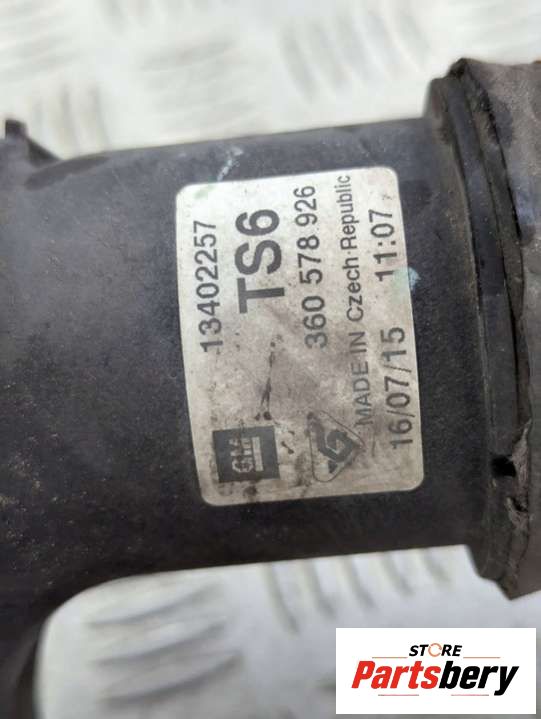 13402257
TS6
360 578 926
MADE IN Czech Republic
16/07/15 11:07
GM
STORE
Partsbery